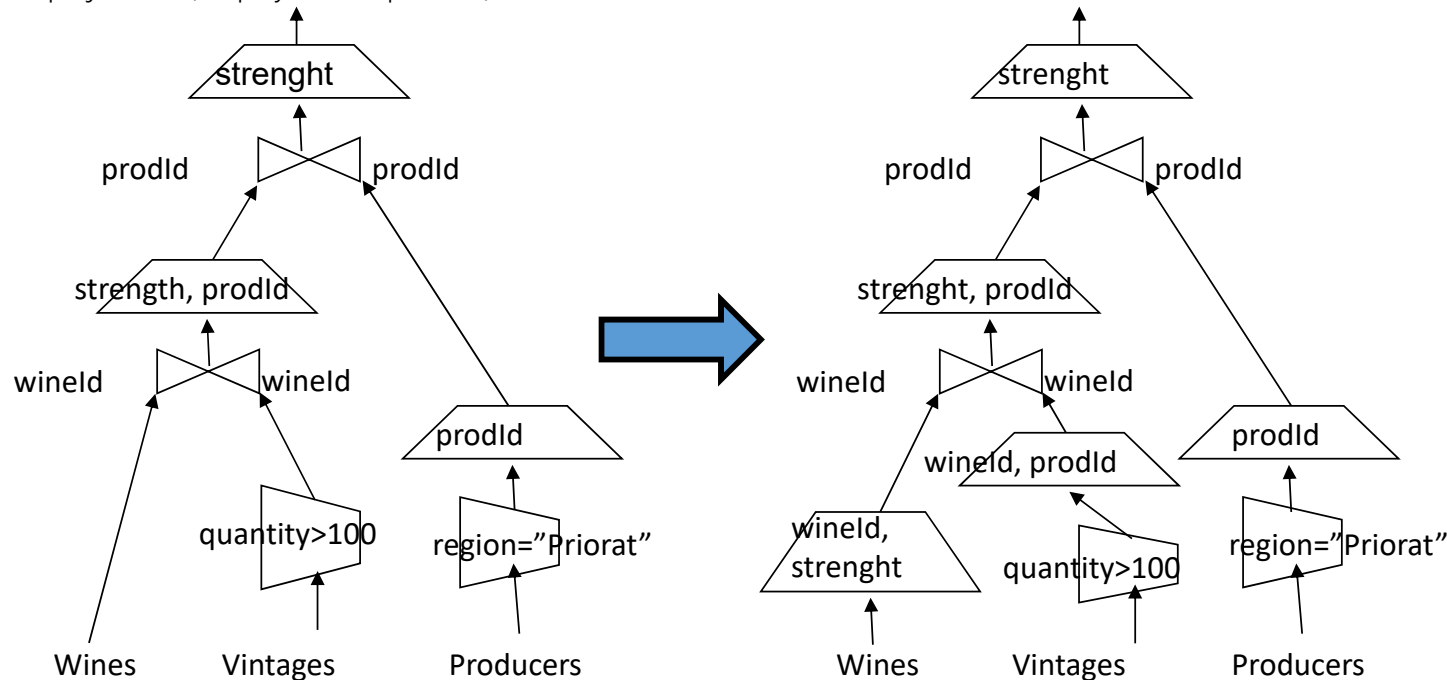 strenght
prodId
prodId
strength, prodId
wineId
wineId
prodId
quantity>100
region=”Priorat”
Wines
Vintages
Producers
strenght
prodId
prodId
strenght, prodId
wineId
wineId
prodId
wineId, prodId
wineId,
strenght
quantity>100
region=”Priorat”
Wines
Vintages
Producers